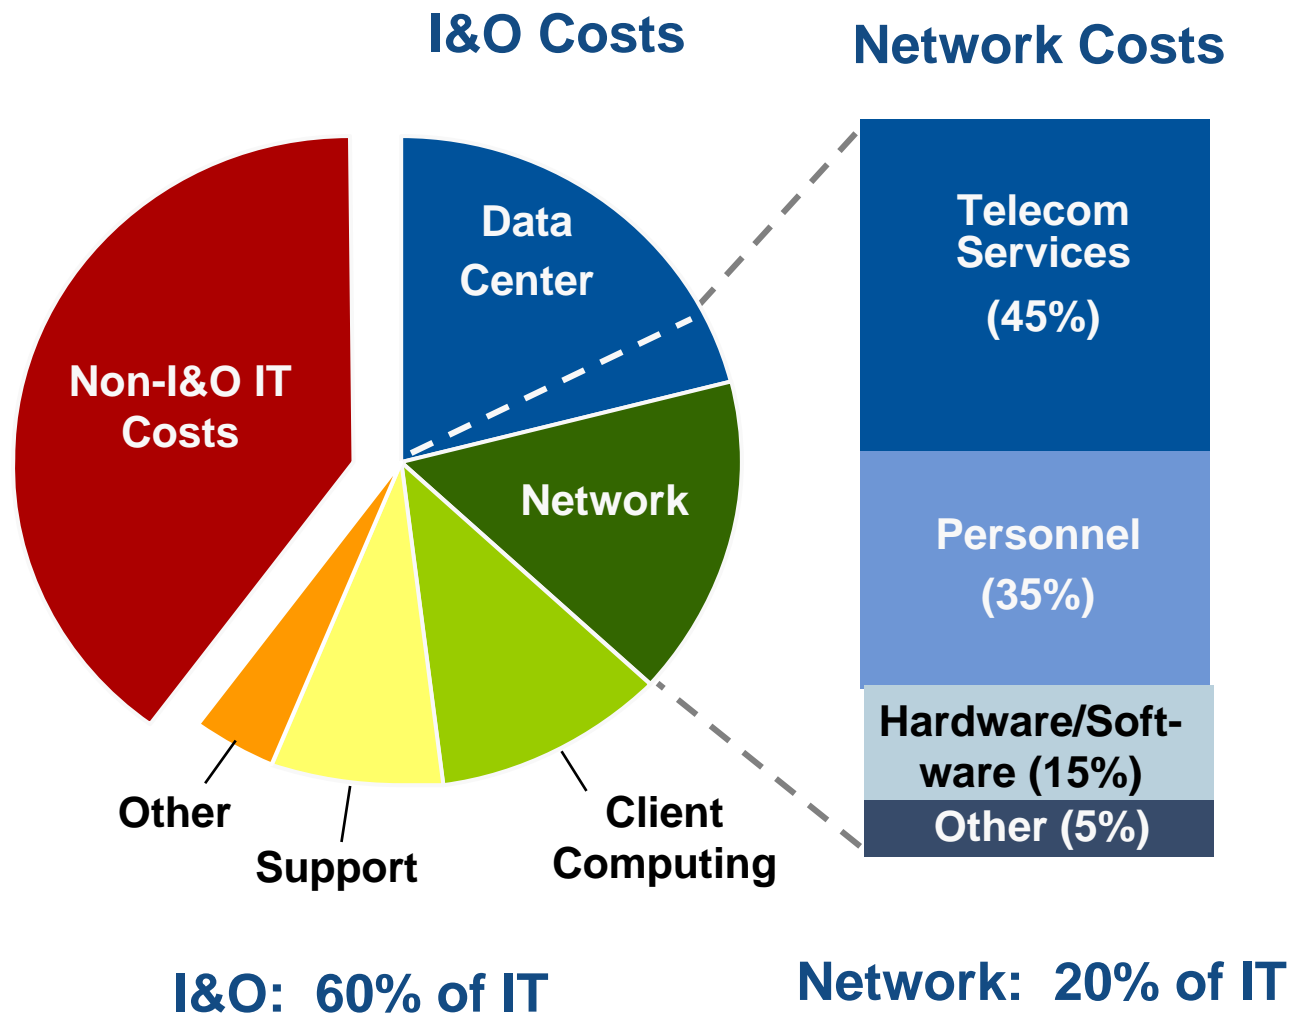 I&O Costs
Network Costs
Data
Center
Telecom
Services
(45%)
Non-I&O IT
Costs
Network
Personnel
(35%)
Hardware/Soft-
ware (15%)
Other (5%)
Other
Support
Client
Computing
I&O:  60% of IT
Network:  20% of IT